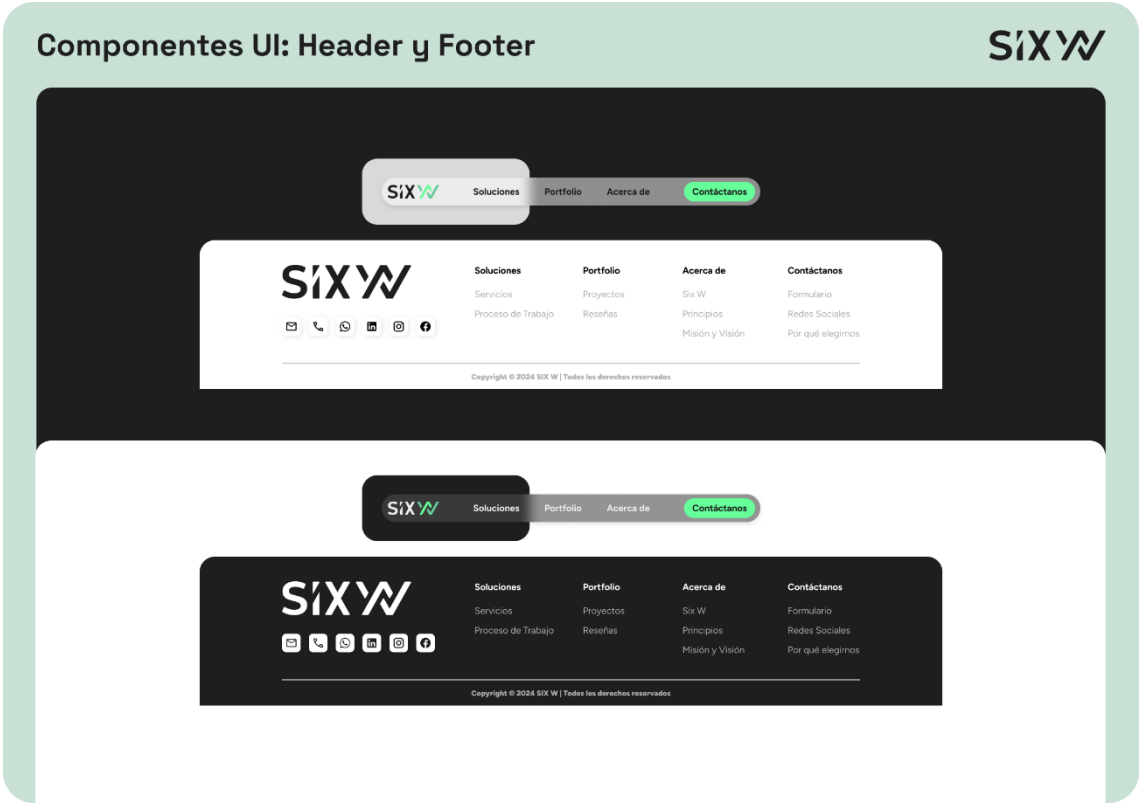 Componentes UI: Header y Footer
SIXW
SIXW Soluciones Portfolio Acerca de Contáctanos
SIXW
Soluciones Portfolio Acerca de Contáctanos
Servicios Proyectos Six W Formulario
Proceso de Trabajo Reseñas Principios Redes Sociales
Misión y Visión Por qué elegirnos
Copyright © 2024 SIX W | Todos los derechos reservados
SIXW Soluciones Portfolio Acerca de Contáctanos
SIXW
Soluciones Portfolio Acerca de Contáctanos
Servicios Proyectos Six W Formulario
Proceso de Trabajo Reseñas Principios Redes Sociales
Misión y Visión Por qué elegirnos
Copyright © 2024 SIX W | Todos los derechos reservados